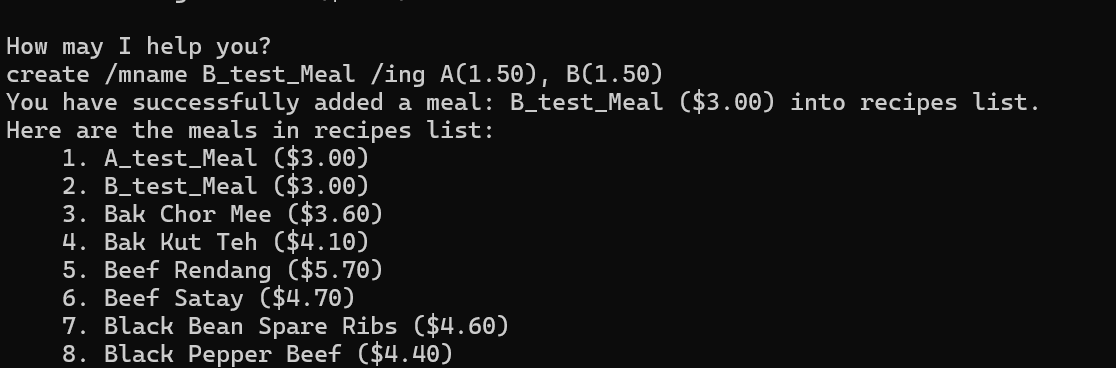 How may I help you?
create /mname B_test_Meal /ing A(1.50), B(1.50)
You have successfully added a meal: B_test_Meal ($3.00) into recipes list.
Here are the meals in recipes list:
1. A_test_Meal ($3.00)
2. B_test_Meal ($3.00)
3. Bak Chor Mee ($3.60)
4. Bak Kut Teh ($4.10)
5. Beef Rendang ($5.70)
6. Beef Satay ($4.70)
7. Black Bean Spare Ribs ($4.60)
8. Black Pepper Beef ($4.40)